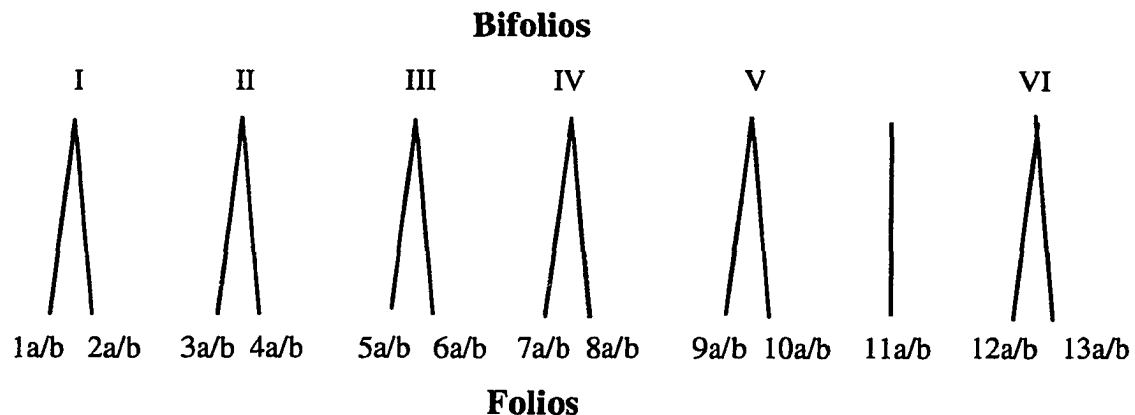 Bifolios
I II III IV V VI
1a/b 2a/b 3a/b 4a/b 5a/b 6a/b 7a/b 8a/b 9a/b 10a/b 11a/b 12a/b 13a/b
Folios